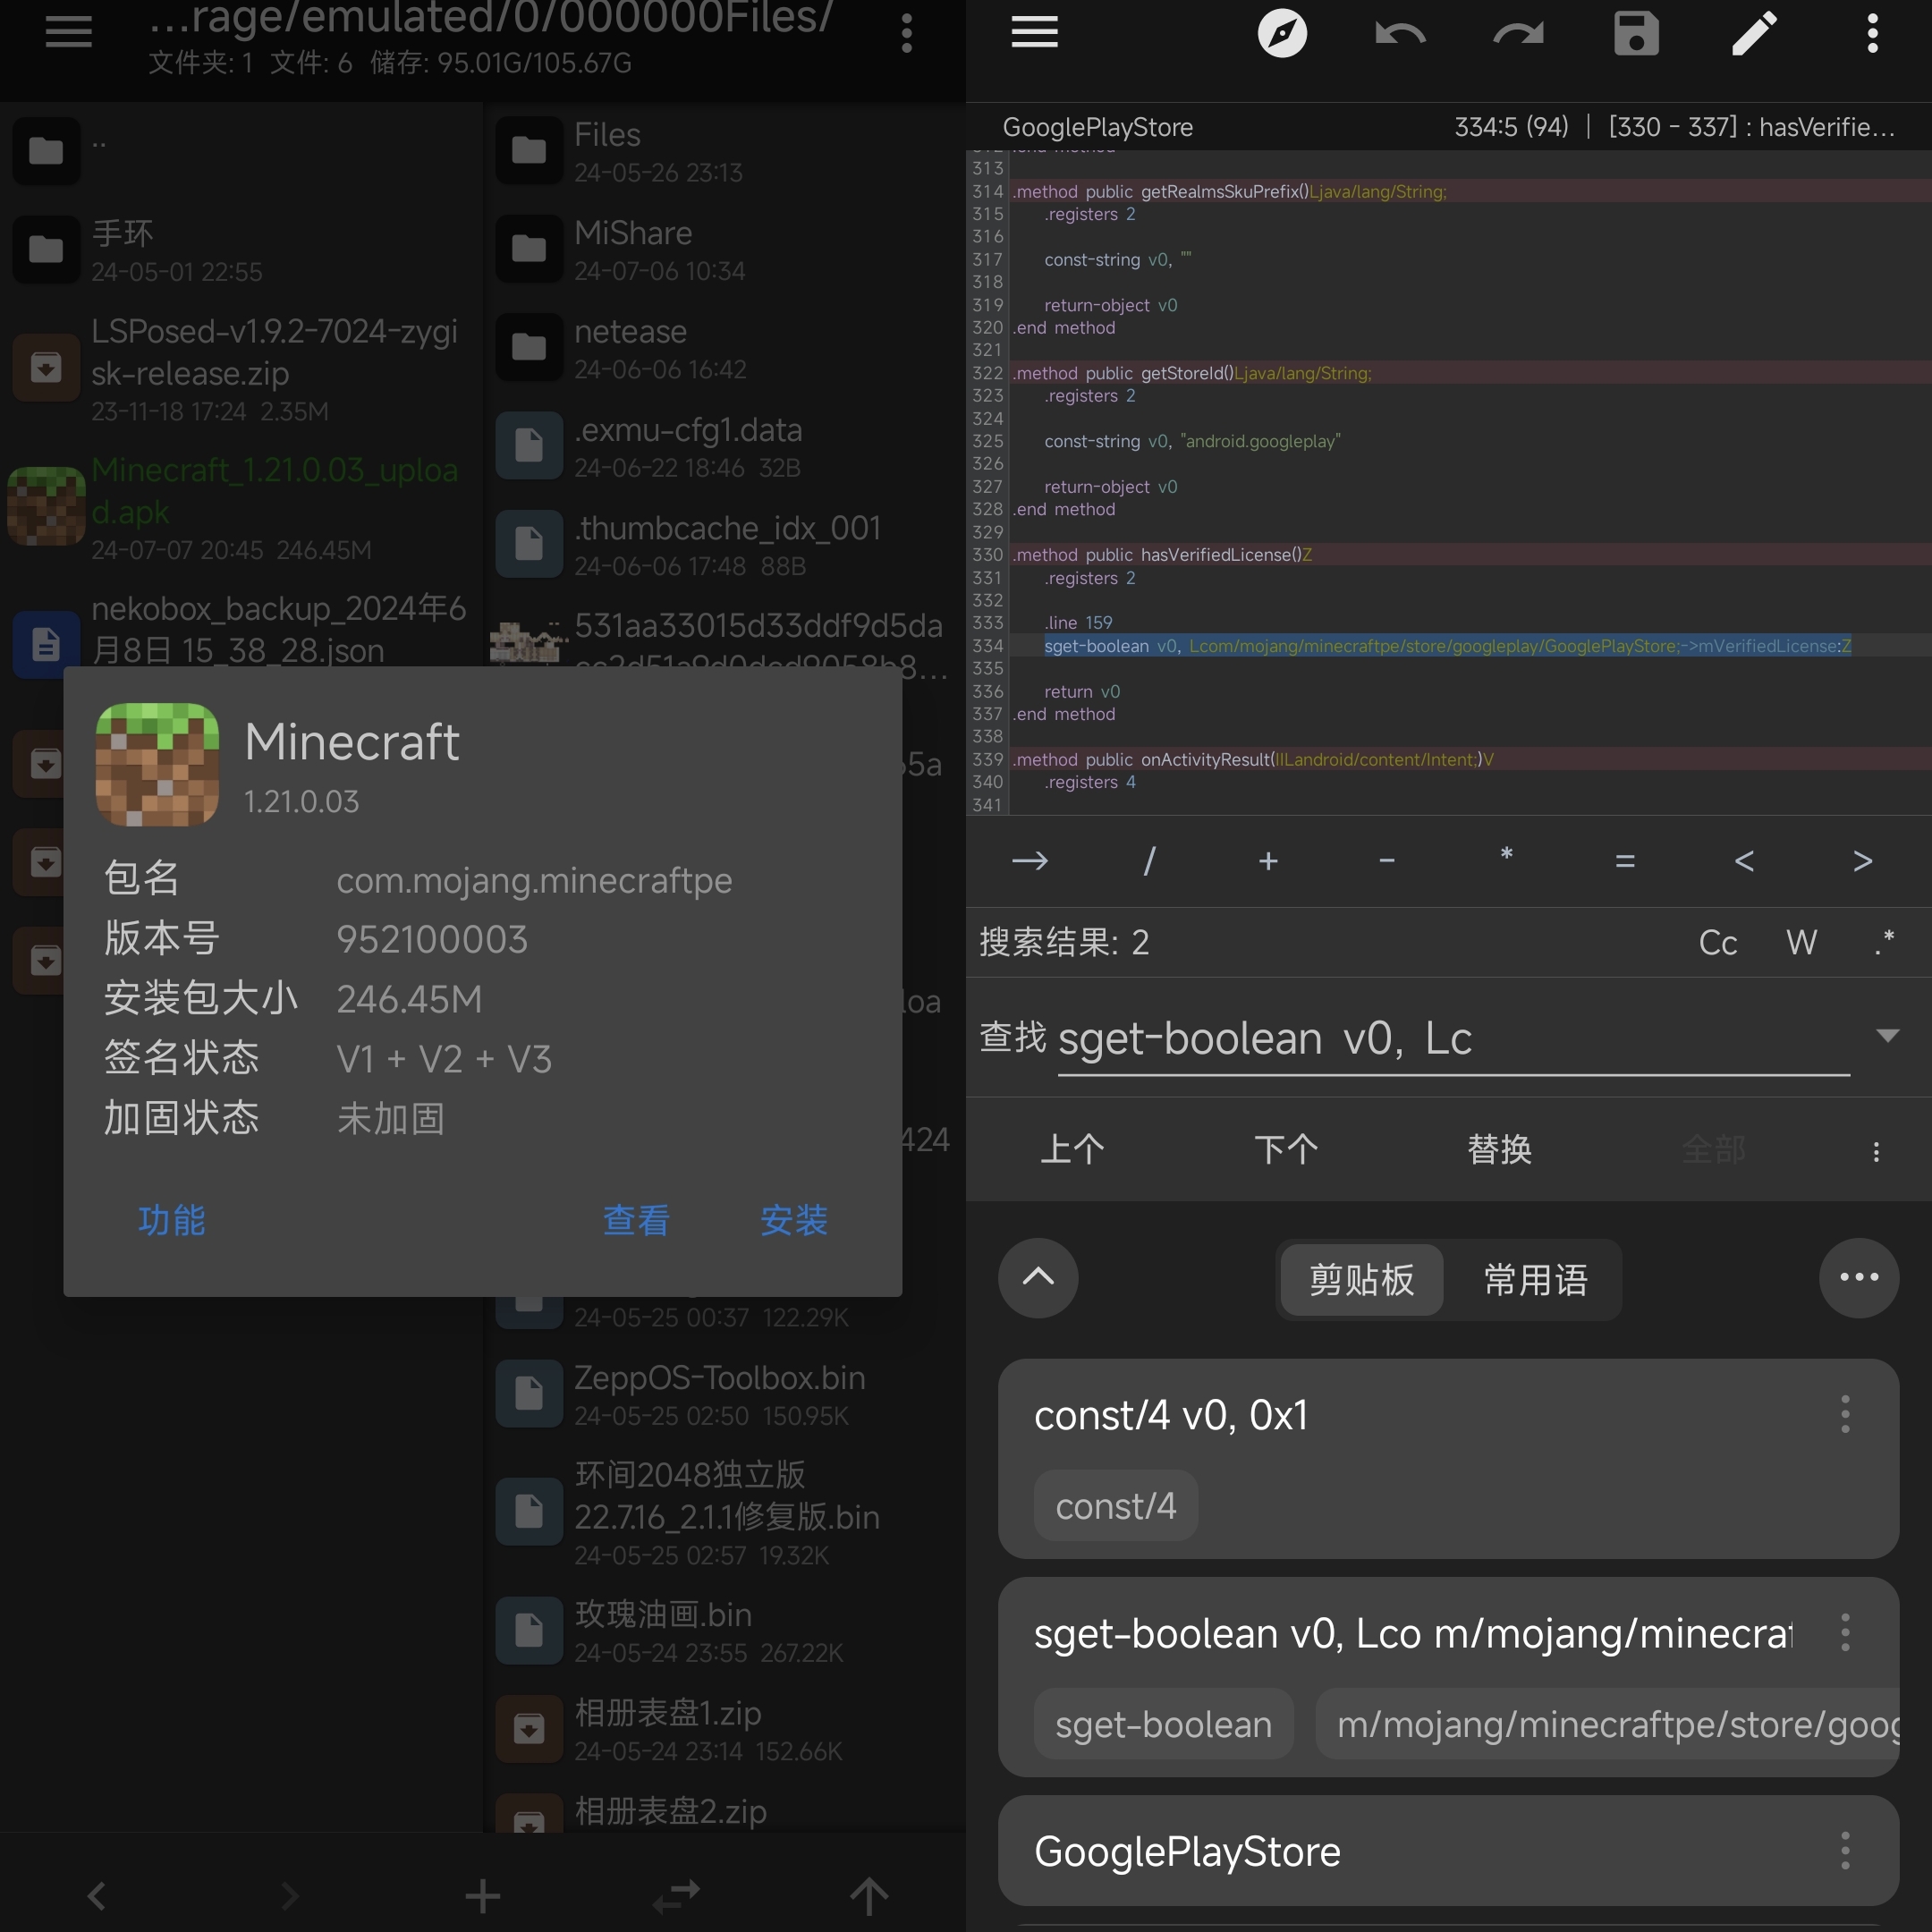 ...rage/emulated/0/000000Files/
文件夹: 1 文件: 6 储存: 95.01G/105.67G
..
手环
24-05-01 22:55
LSPosed-v1.9.2-7024-zygi
sk-release.zip
23-11-18 17:24 2.35M
Minecraft_1.21.0.03_uploa
d.apk
24-07-07 20:45 246.45M
nekobox_backup_2024年6
月8日 15_38_28.json
Files
24-05-26 23:13
MiShare
24-07-06 10:34
netease
24-06-06 16:42
.exmu-cfg1.data
24-06-22 18:46 32B
.thumbcache_idx_001
24-06-06 17:48 88B
531aa33015d33ddf9d5da
5a
loa
424
Minecraft
1.21.0.03
包名 com.mojang.minecraftpe
版本号 952100003
安装包大小 246.45M
签名状态 V1 + V2 + V3
加固状态 未加固
功能 查看 安装
24-05-25 00:37 122.29K
ZeppOS-Toolbox.bin
24-05-25 02:50 150.95K
环间2048独立版
22.7.16_2.1.1修复版.bin
24-05-25 02:57 19.32K
玫瑰油画.bin
24-05-24 23:55 267.22K
相册表盘1.zip
24-05-24 23:14 152.66K
相册表盘2.zip
GooglePlayStore 334:5 (94) | [330 - 337] : hasVerifie...
313
314 .method public getRealmsSkuPrefix()Ljava/lang/String;
315 .registers 2
316
317 const-string v0, ""
318
319 return-object v0
320 .end method
321
322 .method public getStoreId()Ljava/lang/String;
323 .registers 2
324
325 const-string v0, "android.googleplay"
326
327 return-object v0
328 .end method
329
330 .method public hasVerifiedLicense()Z
331 .registers 2
332
333 .line 159
334 sget-boolean v0, Lcom/mojang/minecraftpe/store/googleplay/GooglePlayStore;->mVerifiedLicense:Z
335
336 return v0
337 .end method
338
339 .method public onActivityResult(IILandroid/content/Intent;)V
340 .registers 4
341
→ / + - * = < >
搜索结果: 2 Cc W .*
查找 sget-boolean v0, Lc
上个 下个 替换 全部
剪贴板 常用语
const/4 v0, 0x1
const/4
sget-boolean v0, Lco m/mojang/minecraf
sget-boolean m/mojang/minecraftpe/store/goog
GooglePlayStore